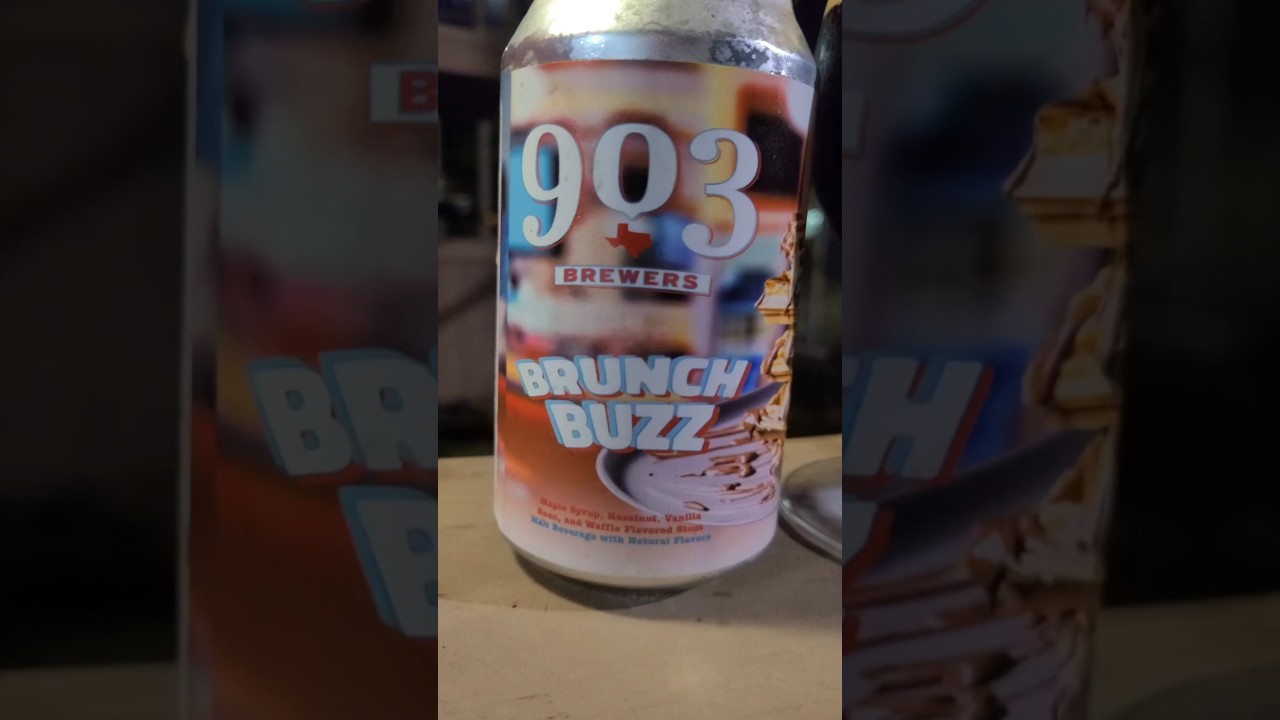 903
BREWERS
BRUNCH
BUZZ
Maple Syrup, Hazelnut, Vanilla
Bean, and Waffle Flavored Stout
Malt Beverage with Natural Flavors